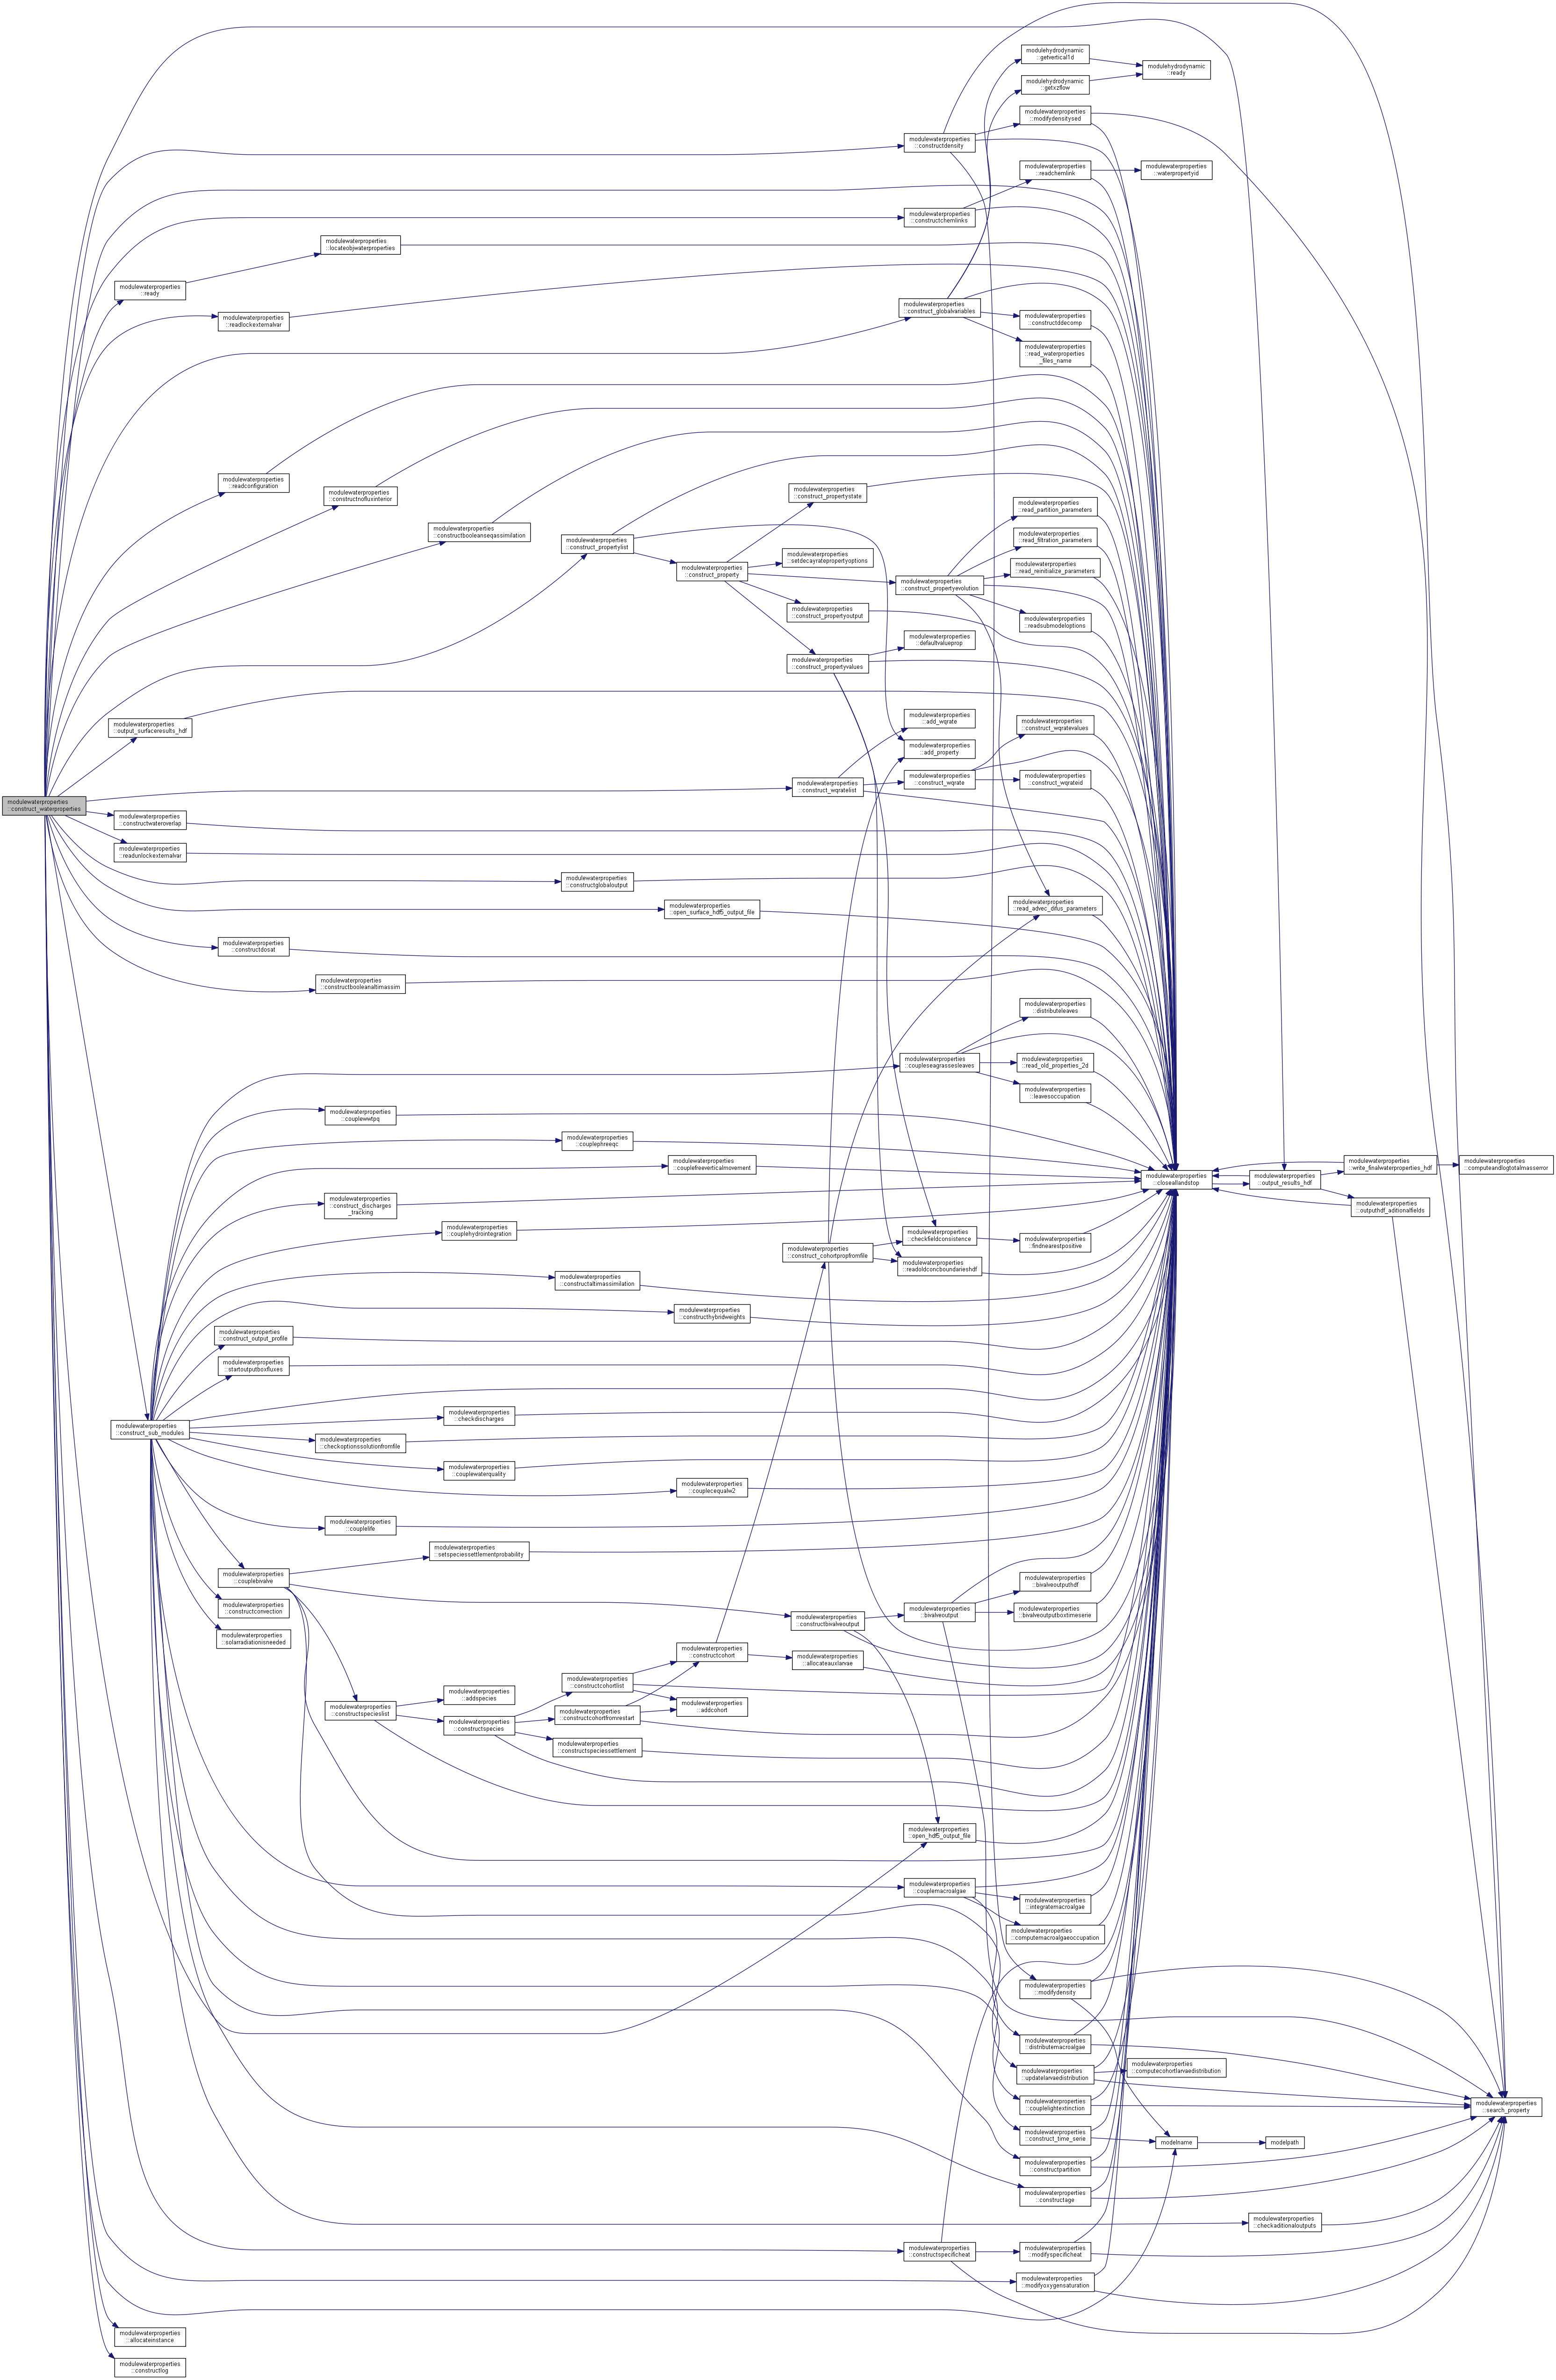 modulehydrodynamic
::getvertical1d
modulehydrodynamic
::ready
modulehydrodynamic
::getxzflow
modulewaterproperties
::modifydensitysed
modulewaterproperties
::constructdensity
modulewaterproperties
::readchemlink
modulewaterproperties
::waterpropertyid
modulewaterproperties
::constructchemlinks
modulewaterproperties
::locateobjwaterproperties
modulewaterproperties
::ready
modulewaterproperties
::construct_globalvariables
modulewaterproperties
::readlockexternalvar
modulewaterproperties
::constructddecomp
modulewaterproperties
::read_waterproperties
_files_name
modulewaterproperties
::readconfiguration
modulewaterproperties
::constructnofluxinterior
modulewaterproperties
::construct_propertystate
modulewaterproperties
::read_partition_parameters
modulewaterproperties
::constructbooleanseqassimilation
modulewaterproperties
::construct_propertylist
modulewaterproperties
::read_filtration_parameters
modulewaterproperties
::setdecayratepropertyoptions
modulewaterproperties
::construct_property
modulewaterproperties
::read_reinitialize_parameters
modulewaterproperties
::construct_propertyevolution
modulewaterproperties
::construct_propertyoutput
modulewaterproperties
::readsubmodeloptions
modulewaterproperties
::defaultvalueprop
modulewaterproperties
::construct_propertyvalues
modulewaterproperties
::add_wqrate
modulewaterproperties
::output_surfaceresults_hdf
modulewaterproperties
::construct_wqratevalues
modulewaterproperties
::add_property
modulewaterproperties
::construct_wqratelist
modulewaterproperties
::construct_wqrate
modulewaterproperties
::construct_wqrateid
modulewaterproperties
::construct_waterproperties
modulewaterproperties
::constructwateroverlap
modulewaterproperties
::readunlockexternalvar
modulewaterproperties
::constructglobaloutput
modulewaterproperties
::open_surface_hdf5_output_file
modulewaterproperties
::read_advec_difus_parameters
modulewaterproperties
::constructdosat
modulewaterproperties
::constructbooleanaltimassim
modulewaterproperties
::distributeleaves
modulewaterproperties
::coupleseagrassesleaves
modulewaterproperties
::read_old_properties_2d
modulewaterproperties
::leavesoccupation
modulewaterproperties
::couplewwtpq
modulewaterproperties
::couplephreeqc
modulewaterproperties
::couplefreeverticalmovement
modulewaterproperties
::closeallandstop
modulewaterproperties
::output_results_hdf
modulewaterproperties
::write_finalwaterproperties_hdf
modulewaterproperties
::computeandlogtotalmasserror
modulewaterproperties
::construct_discharges
_tracking
modulewaterproperties
::outputhdf_aditionalfields
modulewaterproperties
::couplehydrointegration
modulewaterproperties
::checkfieldconsistence
modulewaterproperties
::findnearestpositive
modulewaterproperties
::construct_cohortpropfromfile
modulewaterproperties
::readoldconcboundarieshdf
modulewaterproperties
::constructaltimassimilation
modulewaterproperties
::constructhybridweights
modulewaterproperties
::construct_output_profile
modulewaterproperties
::startoutputboxfluxes
modulewaterproperties
::checkdischarges
modulewaterproperties
::construct_sub_modules
modulewaterproperties
::checkoptionssolutionfromfile
modulewaterproperties
::couplewaterquality
modulewaterproperties
::couplecequalw2
modulewaterproperties
::couplelife
modulewaterproperties
::setspeciessettlementprobability
modulewaterproperties
::couplebivalve
modulewaterproperties
::bivalveoutputhdf
modulewaterproperties
::constructconvection
modulewaterproperties
::bivalveoutput
modulewaterproperties
::bivalveoutputboxtimeserie
modulewaterproperties
::constructbivalveoutput
modulewaterproperties
::solarradiationisneeded
modulewaterproperties
::constructcohort
modulewaterproperties
::allocateauxlarvae
modulewaterproperties
::constructcohortlist
modulewaterproperties
::addspecies
modulewaterproperties
::addcohort
modulewaterproperties
::constructspecieslist
modulewaterproperties
::constructcohortfromrestart
modulewaterproperties
::constructspecies
modulewaterproperties
::constructspeciessettlement
modulewaterproperties
::open_hdf5_output_file
modulewaterproperties
::couplemacroalgae
modulewaterproperties
::integratemacroalgae
modulewaterproperties
::computemacroalgaeoccupation
modulewaterproperties
::modifydensity
modulewaterproperties
::distributemacroalgae
modulewaterproperties
::computecohortlarvaedistribution
modulewaterproperties
::updatelarvaedistribution
modulewaterproperties
::couplelightextinction
modulewaterproperties
::search_property
modulewaterproperties
::construct_time_serie
modelname
modelpath
modulewaterproperties
::constructpartition
modulewaterproperties
::constructage
modulewaterproperties
::checkaditionaloutputs
modulewaterproperties
::constructspecificheat
modulewaterproperties
::modifyspecificheat
modulewaterproperties
::modifyoxygensaturation
modulewaterproperties
::allocateinstance
modulewaterproperties
::constructlog